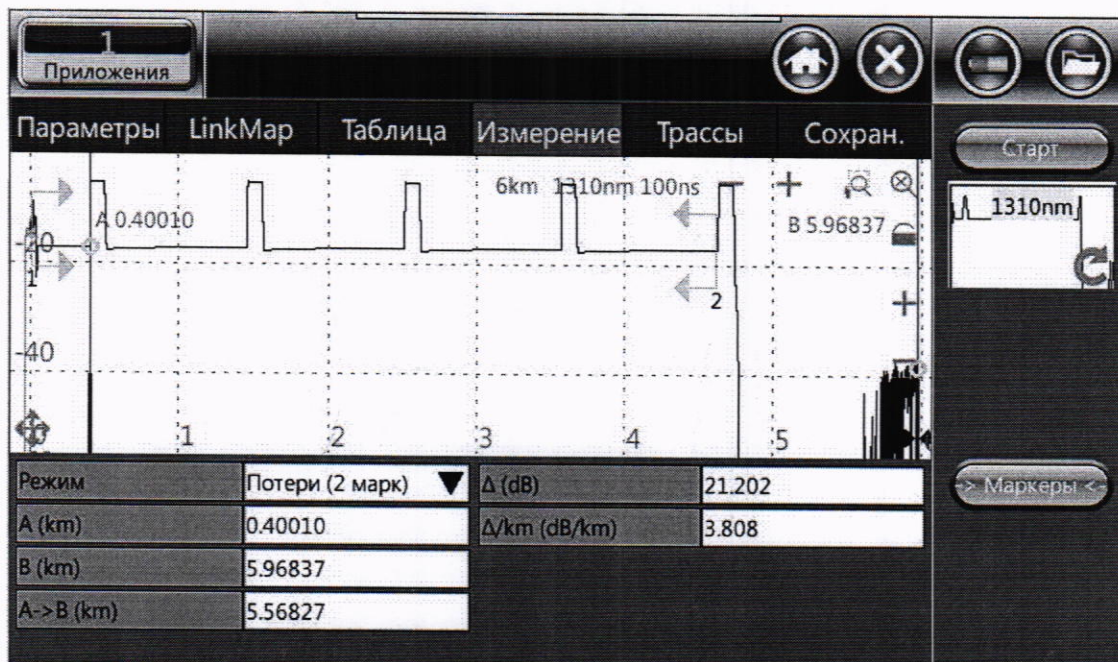 1
Приложения
Параметры LinkMap Таблица Измерение Трассы Сохран.
Старт
6km 1310nm 100ns
A 0.40010
B 5.96837
1310nm
-20
1
2
-40
0 1 2 3 4 5
Режим Потери (2 марк) Δ (dB) 21.202
-> Маркеры <-
A (km) 0.40010 Δ/km (dB/km) 3.808
B (km) 5.96837
A->B (km) 5.56827